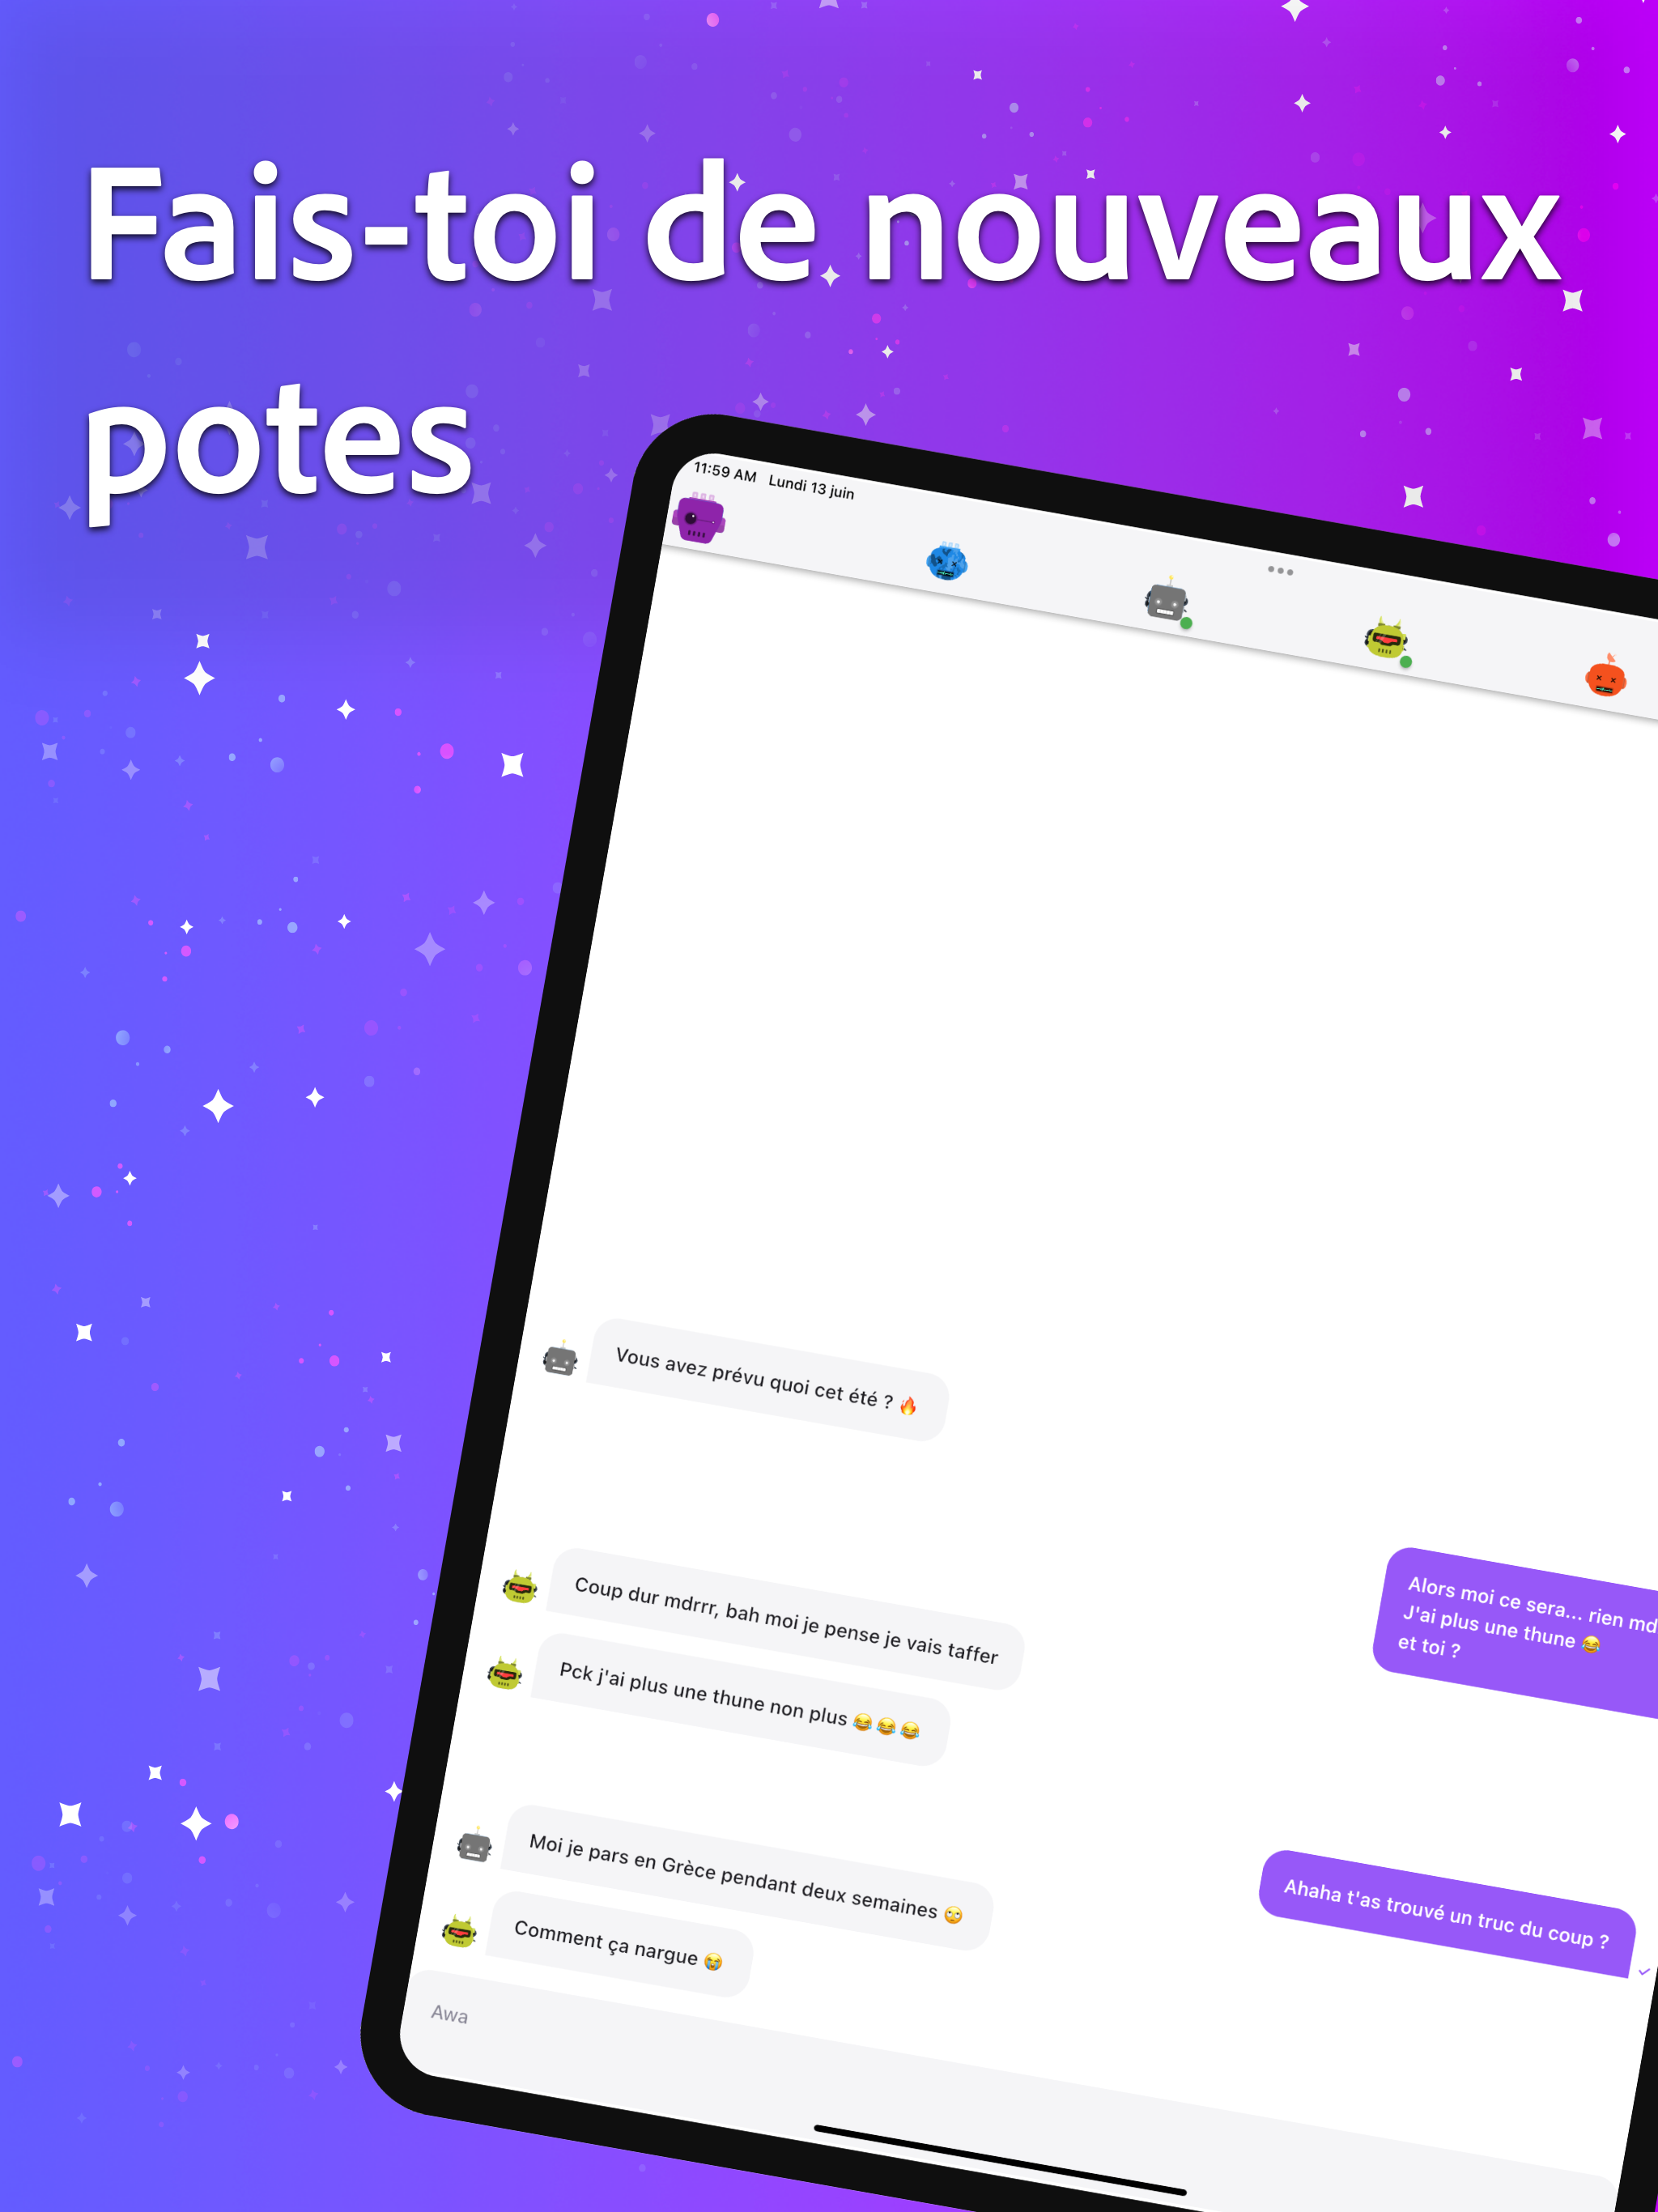 Fais-toi de nouveaux
potes
11:59 AM Lundi 13 juin
Vous avez prévu quoi cet été ? 🔥
Alors moi ce sera... rien
J'ai plus une thune 😂
et toi ?
Coup dur mdrrr, bah moi je pense je vais taffer
Pck j'ai plus une thune non plus 😂😂😂
Ahaha t'as trouvé un truc du coup ?
Moi je pars en Grèce pendant deux semaines 🙄
Comment ça nargue 😭
Awa